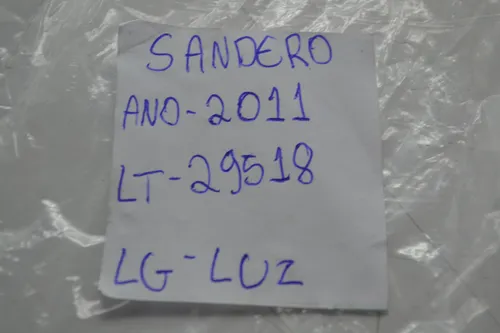 SANDERO
ANO-2011
LT-29518
LG-LUZ